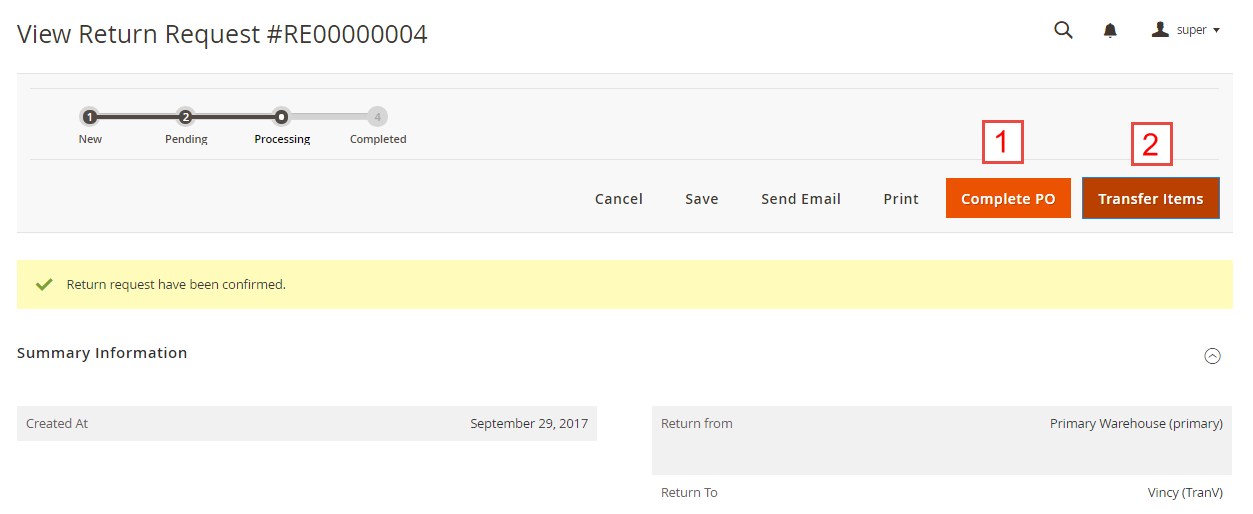 View Return Request #RE00000004
super
1 2 4
New Pending Processing Completed
1 2
Cancel Save Send Email Print Complete PO Transfer Items
Return request have been confirmed.
Summary Information
Created At September 29, 2017 Return from Primary Warehouse (primary)
Return To Vincy (TranV)